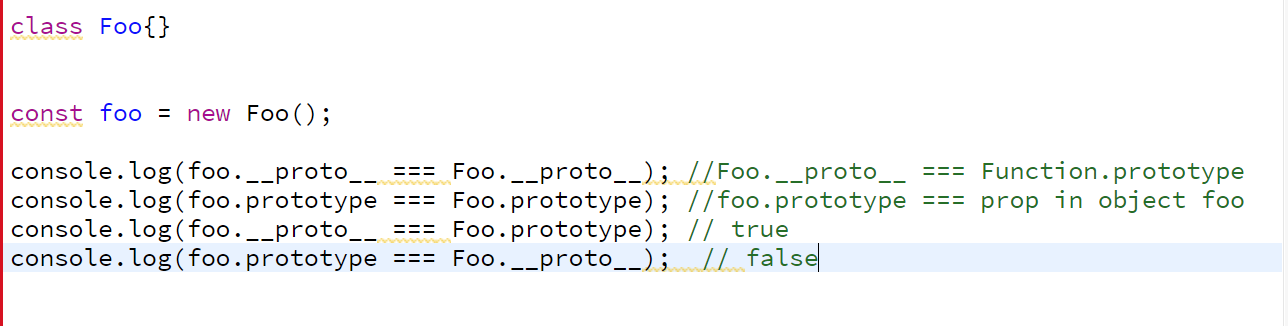 class Foo{}
const foo = new Foo();
console.log(foo.__proto__ === Foo.__proto__); //Foo.__proto__ === Function.prototype
console.log(foo.prototype === Foo.prototype); //foo.prototype === prop in object foo
console.log(foo.__proto__ === Foo.prototype); // true
console.log(foo.prototype === Foo.__proto__);  // false